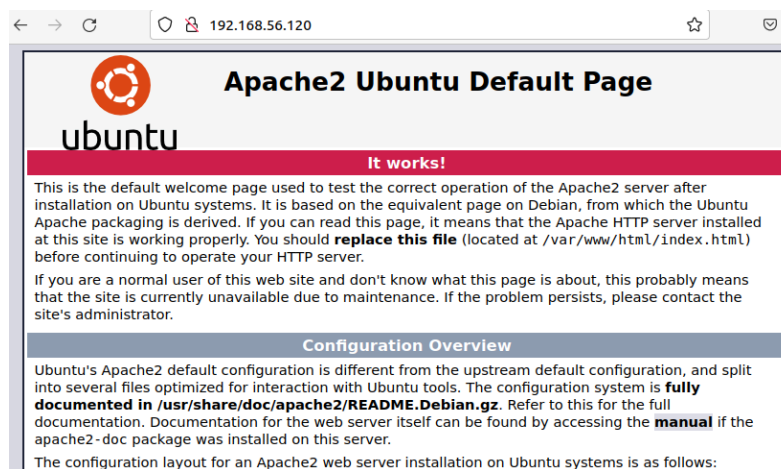 192.168.56.120
Apache2 Ubuntu Default Page
ubuntu
It works!
This is the default welcome page used to test the correct operation of the Apache2 server after
installation on Ubuntu systems. It is based on the equivalent page on Debian, from which the Ubuntu
Apache packaging is derived. If you can read this page, it means that the Apache HTTP server installed
at this site is working properly. You should replace this file (located at /var/www/html/index.html)
before continuing to operate your HTTP server.
If you are a normal user of this web site and don't know what this page is about, this probably means
that the site is currently unavailable due to maintenance. If the problem persists, please contact the
site's administrator.
Configuration Overview
Ubuntu's Apache2 default configuration is different from the upstream default configuration, and split
into several files optimized for interaction with Ubuntu tools. The configuration system is fully
documented in /usr/share/doc/apache2/README.Debian.gz. Refer to this for the full
documentation. Documentation for the web server itself can be found by accessing the manual if the
apache2-doc package was installed on this server.
The configuration layout for an Apache2 web server installation on Ubuntu systems is as follows: